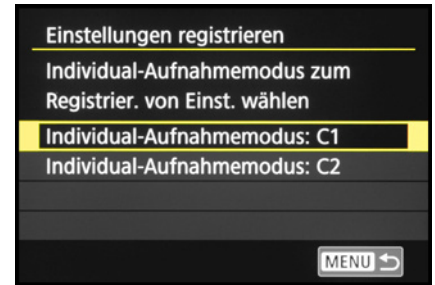 Einstellungen registrieren
Individual-Aufnahmemodus zum
Registrier. von Einst. wählen
Individual-Aufnahmemodus: C1
Individual-Aufnahmemodus: C2
MENU